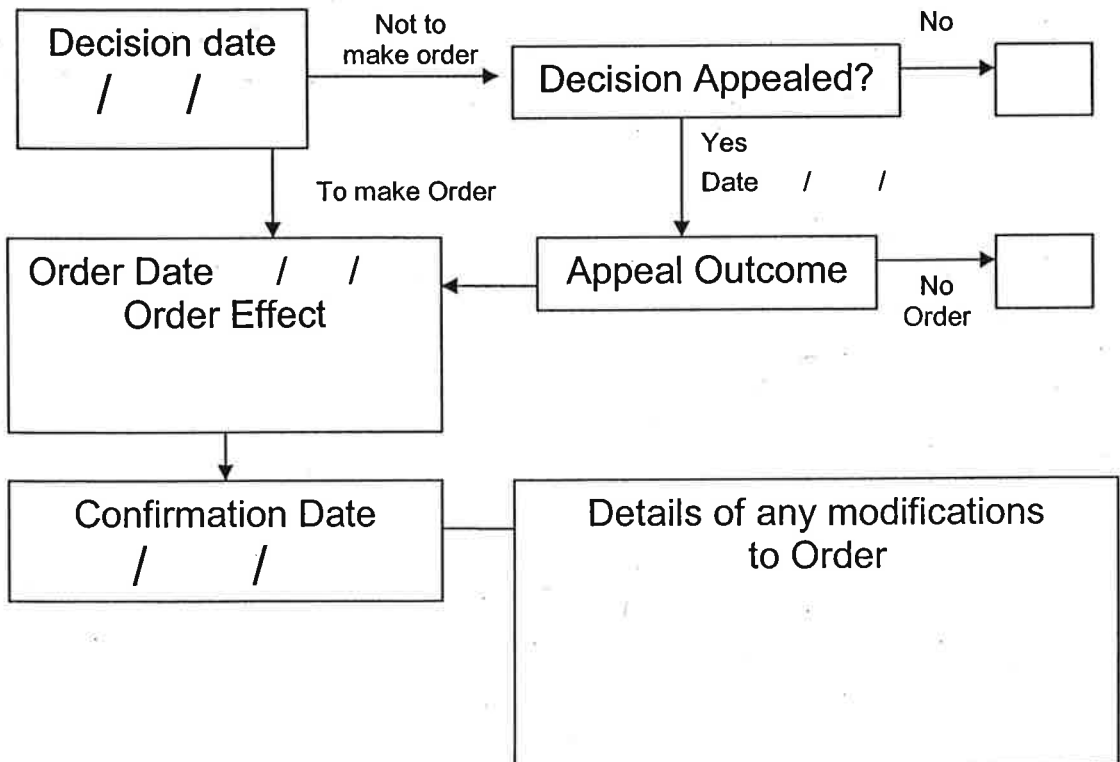 Decision date
/ /
Not to
make order
Decision Appealed?
No
Yes
Date / /
To make Order
Order Date / /
Order Effect
Appeal Outcome
No
Order
Confirmation Date
/ /
Details of any modifications
to Order